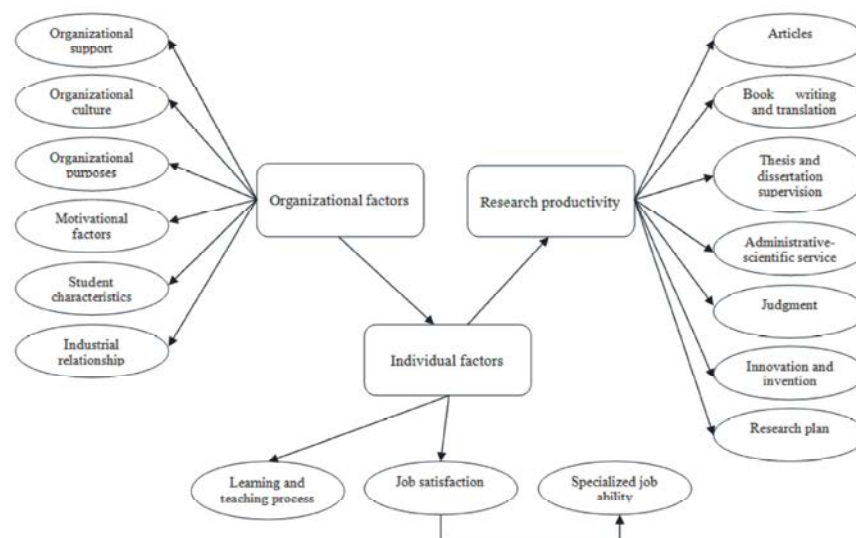 Organizational
support
Organizational
culture
Organizational
purposes
Motivational
factors
Student
characteristics
Industrial
relationship
Organizational factors
Research productivity
Individual factors
Articles
Book writing
and translation
Thesis and
dissertation
supervision
Administrative-
scientific service
Judgment
Innovation and
invention
Research plan
Learning and
teaching process
Job satisfaction
Specialized job
ability